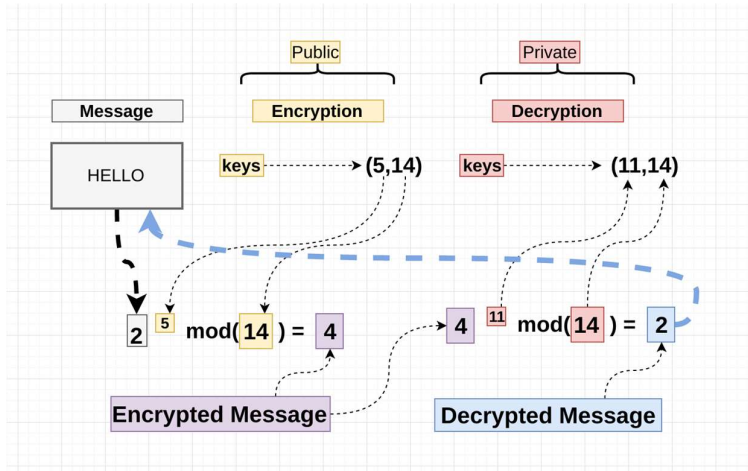 Public Private
Message Encryption Decryption
HELLO keys (5,14) keys (11,14)
2 5 mod( 14 ) = 4 4 11 mod( 14 ) = 2
Encrypted Message Decrypted Message